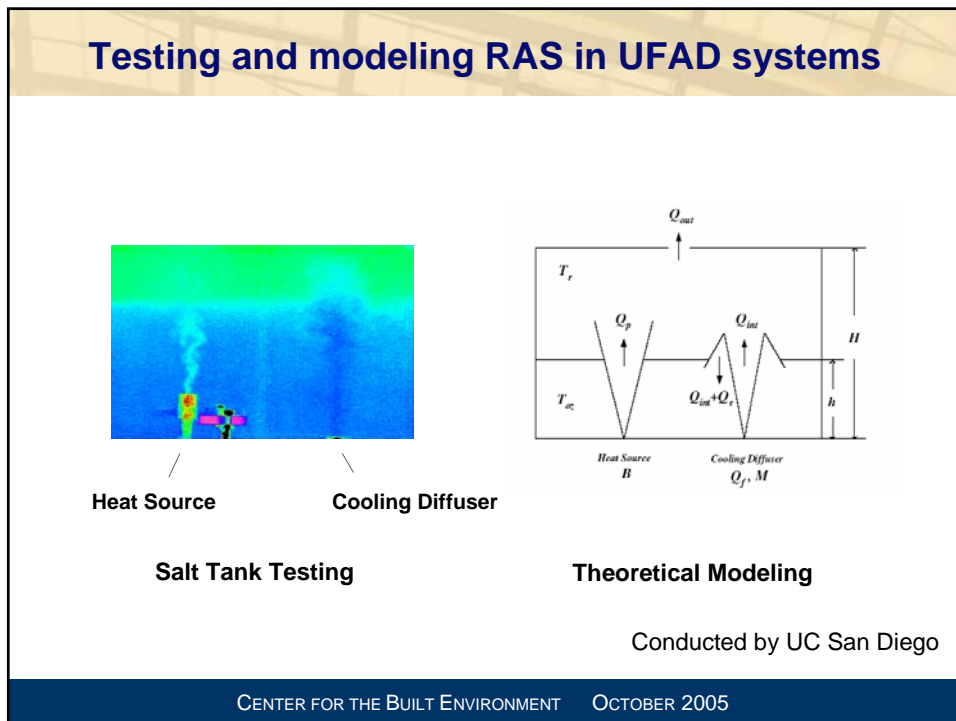 Testing and modeling RAS in UFAD systems
Q_out
T_r
Q_p
Q_int
H
T_oz
Q_int+Q_e
h
Heat Source
B
Cooling Diffuser
Q_f, M
Heat Source
Cooling Diffuser
Salt Tank Testing
Theoretical Modeling
Conducted by UC San Diego
CENTER FOR THE BUILT ENVIRONMENT OCTOBER 2005